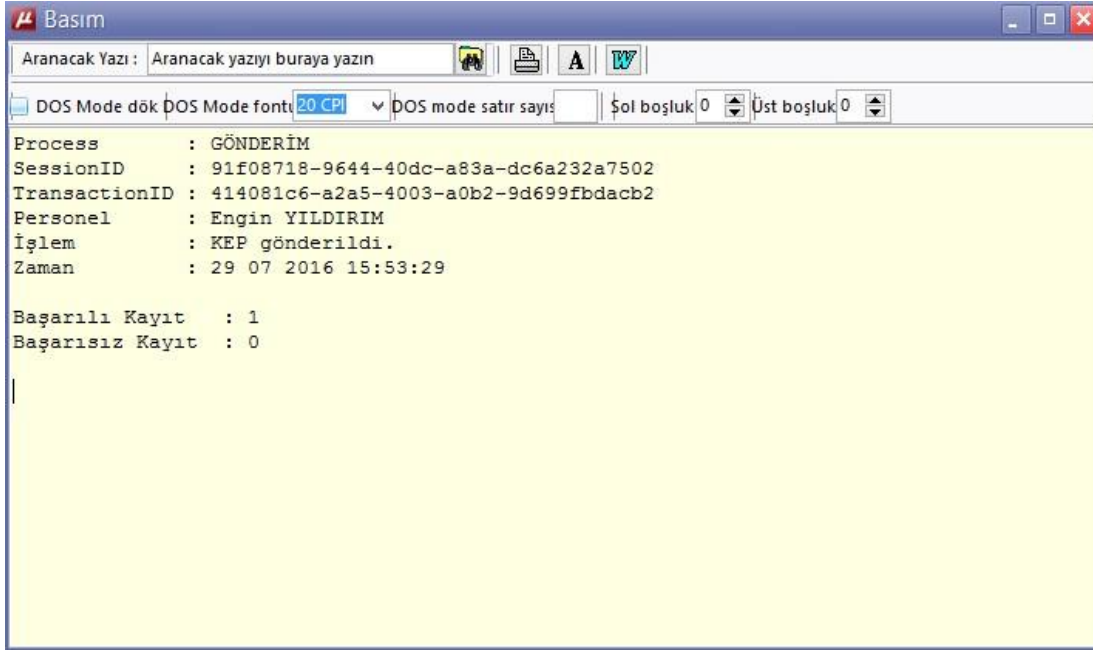 µ Basım
Aranacak Yazı : Aranacak yazıyı buraya yazın A W
DOS Mode dök DOS Mode fontu 20 CPI DOS mode satır sayıs Sol boşluk 0 Üst boşluk 0
Process : GÖNDERİM
SessionID : 91f08718-9644-40dc-a83a-dc6a232a7502
TransactionID : 414081c6-a2a5-4003-a0b2-9d699fbdacb2
Personel : Engin YILDIRIM
İşlem : KEP gönderildi.
Zaman : 29 07 2016 15:53:29
Başarılı Kayıt : 1
Başarısız Kayıt : 0